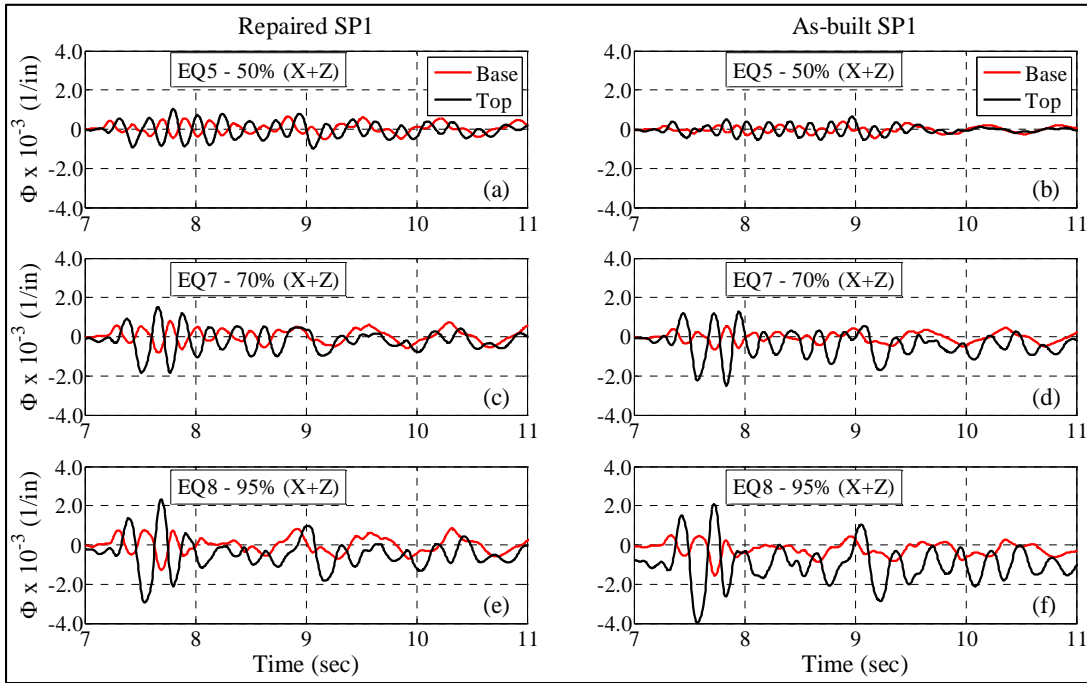 Repaired SP1
As-built SP1
Φ x 10⁻³ (1/in)
4.0
2.0
0
-2.0
-4.0
EQ5 - 50% (X+Z)
(a)
7
8
9
10
11
4.0
2.0
0
-2.0
-4.0
EQ5 - 50% (X+Z)
Base
Top
(b)
7
8
9
10
11
Base
Top
Φ x 10⁻³ (1/in)
4.0
2.0
0
-2.0
-4.0
EQ7 - 70% (X+Z)
(c)
7
8
9
10
11
4.0
2.0
0
-2.0
-4.0
EQ7 - 70% (X+Z)
(d)
7
8
9
10
11
Φ x 10⁻³ (1/in)
4.0
2.0
0
-2.0
-4.0
EQ8 - 95% (X+Z)
(e)
7
8
9
10
11
Time (sec)
4.0
2.0
0
-2.0
-4.0
EQ8 - 95% (X+Z)
(f)
7
8
9
10
11
Time (sec)